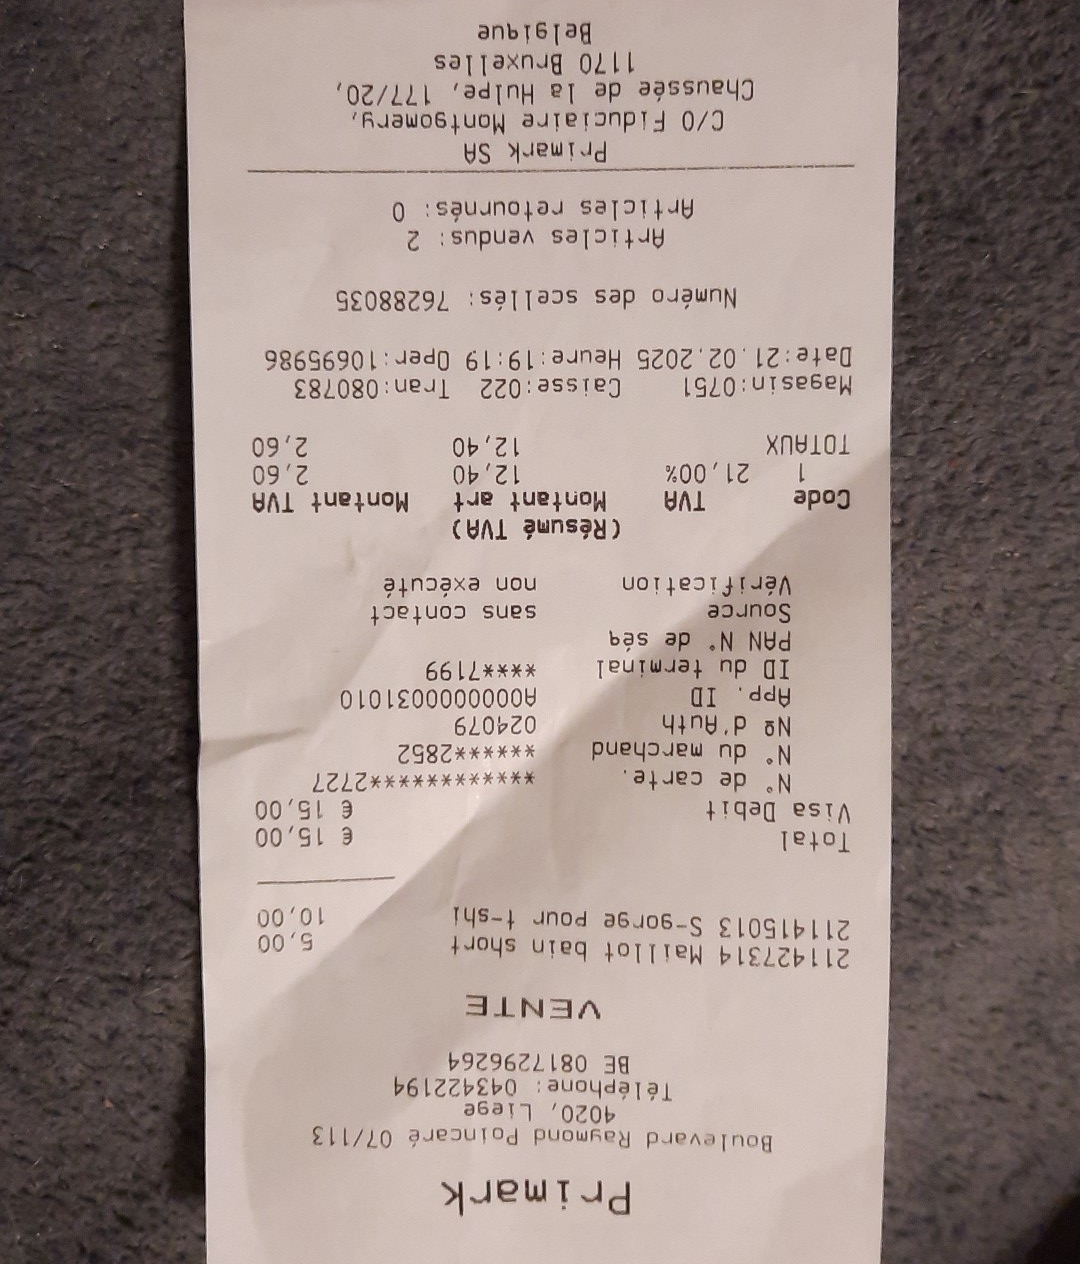 Primark
Boulevard Raymond Poincaré 07/113
4020, Liege
Téléphone: 043422194
BE 0817296264
VENTE
211427314 Maillot bain short 5,00
211415013 S-gorge pour t-shi 10,00
Total € 15,00
Visa Debit € 15,00
N° de carte. ***************2727
N° du marchand *******2852
Nº d'Auth 024079
App. ID A0000000031010
ID du terminal ****7199
PAN N° de séq
Source sans contact
Vérification non exécuté
(Résumé TVA)
Code TVA Montant art Montant TVA
1 21,00% 12,40 2,60
TOTAUX 12,40 2,60
Magasin:0751 Caisse:022 Tran:080783
Date:21.02.2025 Heure:19:19 Oper:10695986
Numéro des scellés: 76288035
Articles vendus: 2
Articles retournés: 0
Primark SA
C/O Fiduciaire Montgomery,
Chaussée de la Hulpe, 177/20,
1170 Bruxelles
Belgique